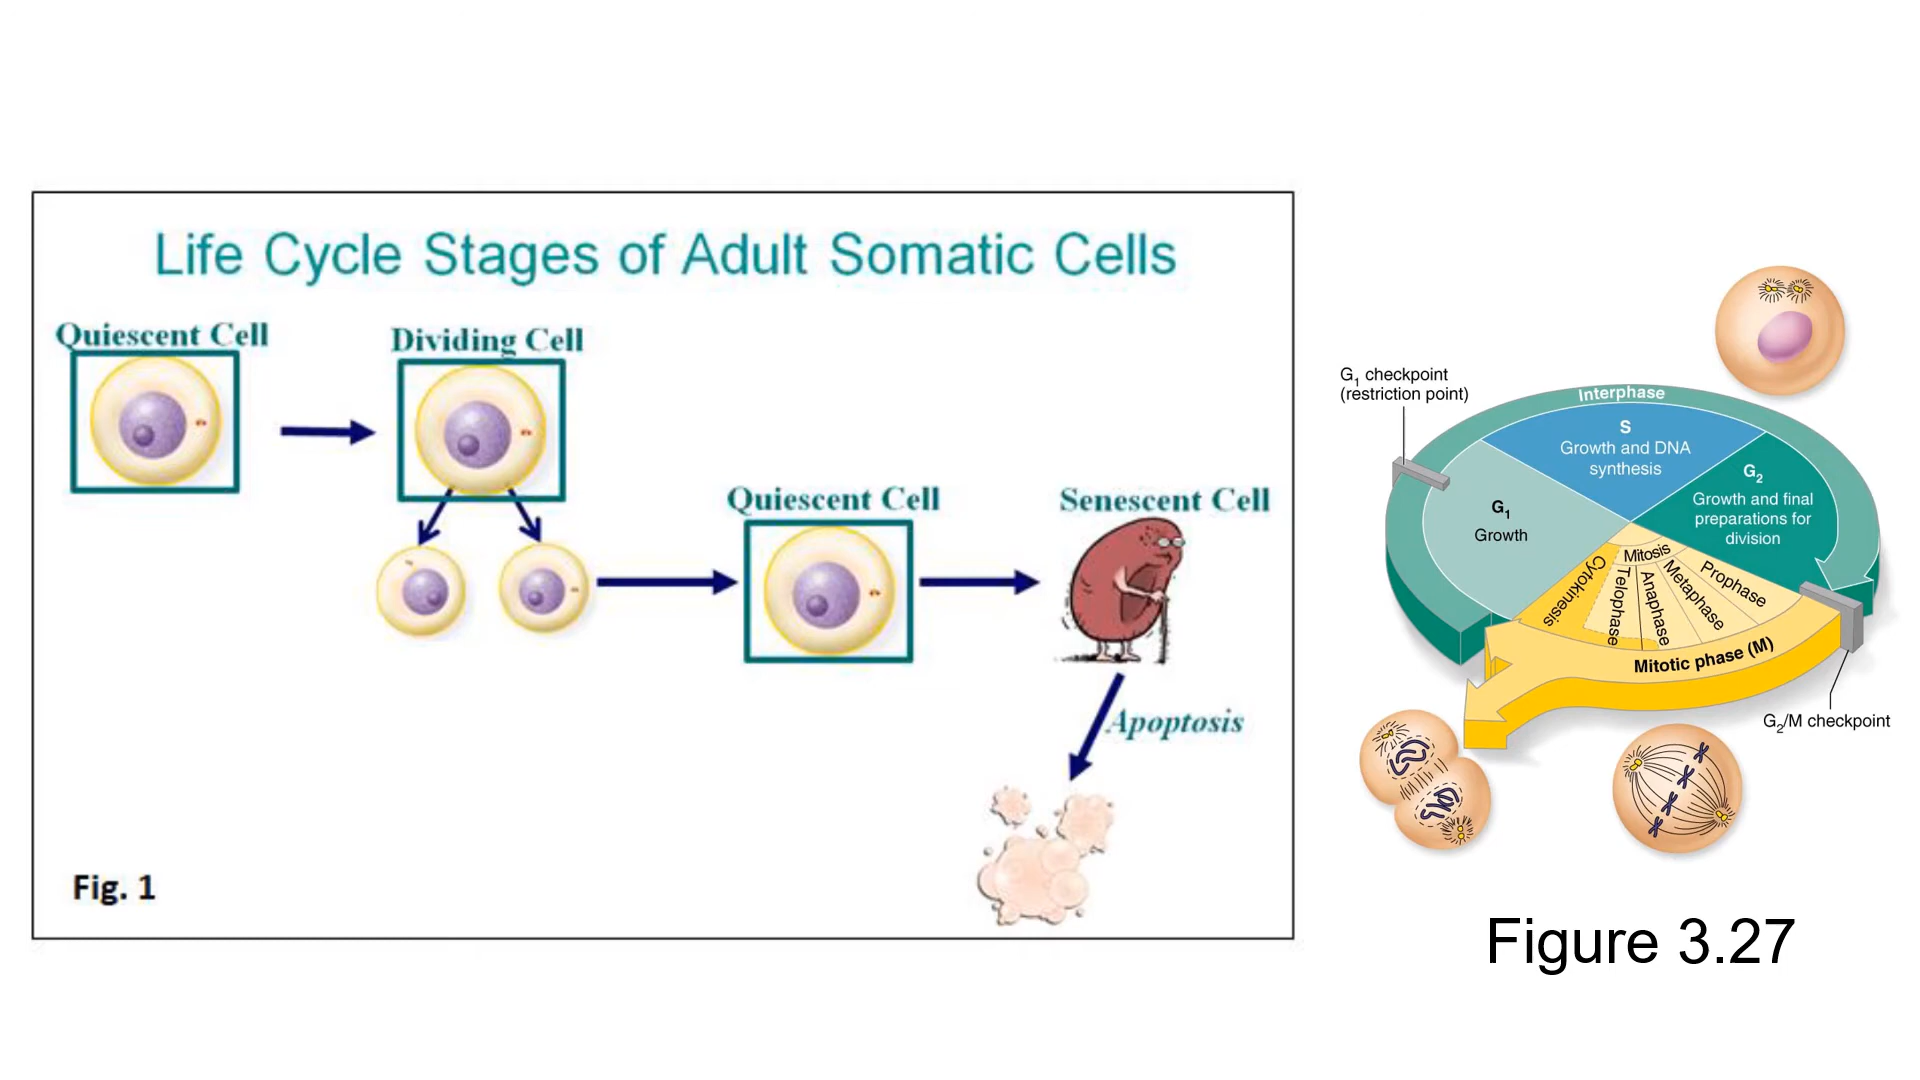 Life Cycle Stages of Adult Somatic Cells
Quiescent Cell
Dividing Cell
Quiescent Cell
Senescent Cell
Apoptosis
Fig. 1
G1 checkpoint
(restriction point)
Interphase
S
Growth and DNA
synthesis
G2
Growth and final
preparations for
division
G1
Growth
Mitosis
Cytokinesis
Telophase
Anaphase
Metaphase
Prophase
Mitotic phase (M)
G2/M checkpoint
Figure 3.27